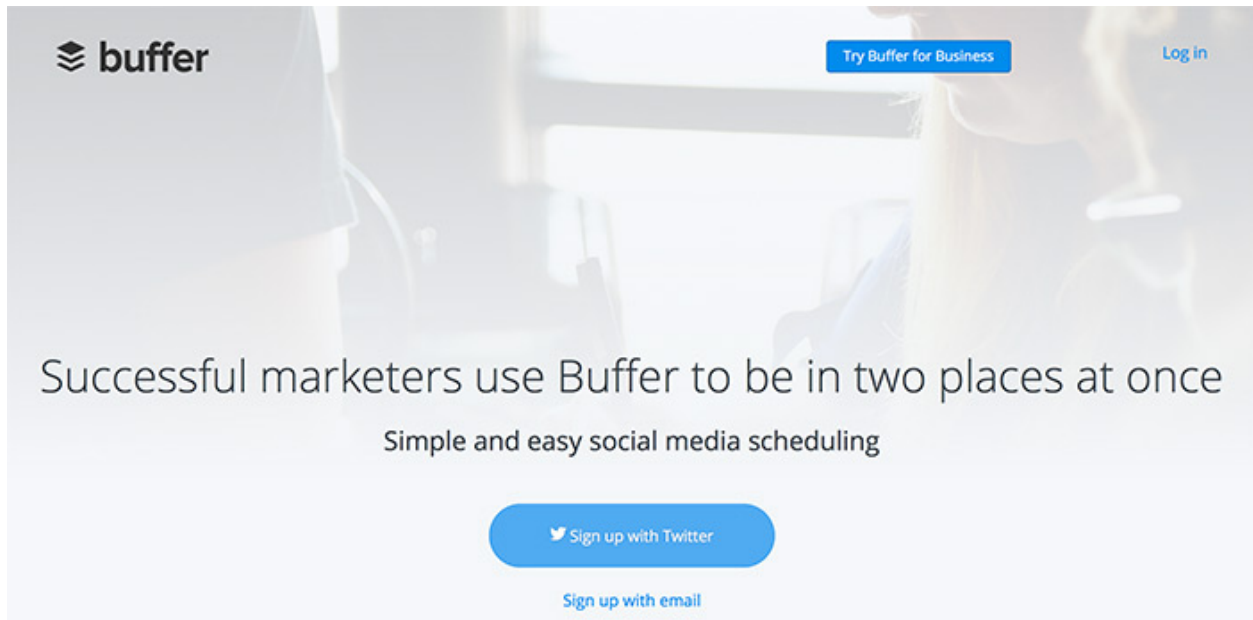 buffer
Try Buffer for Business
Log in
Successful marketers use Buffer to be in two places at once
Simple and easy social media scheduling
Sign up with Twitter
Sign up with email